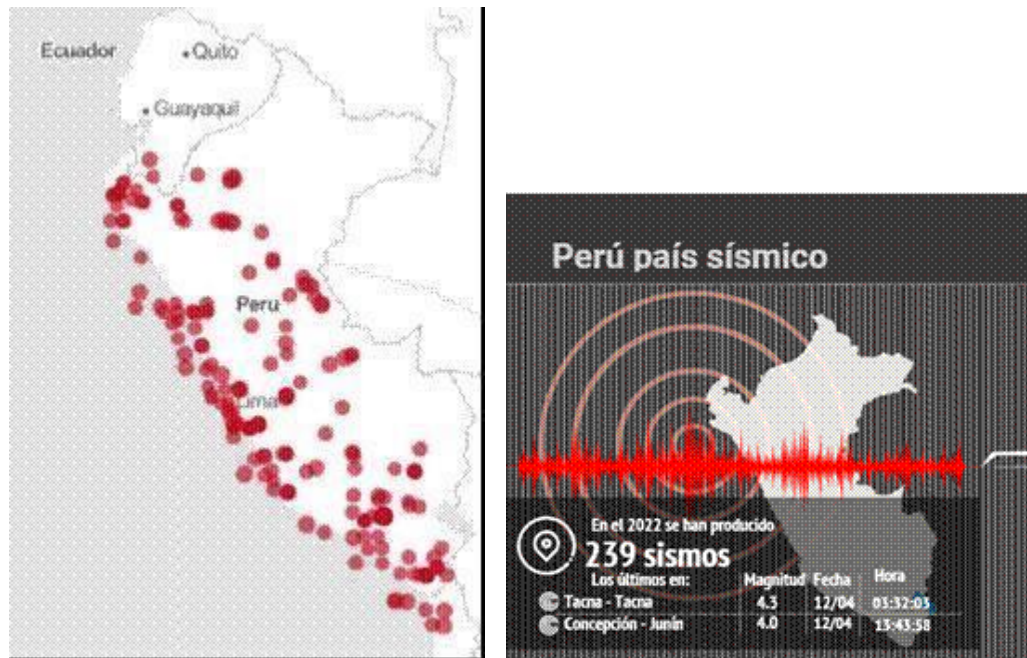 Ecuador
Quito
Guayaquil
Peru
Lima
Perú país sísmico
En el 2022 se han producido
239 sismos
Los últimos en: Magnitud Fecha Hora
Tacna - Tacna 4.3 12/04 03:32:03
Concepción - Junín 4.0 12/04 13:43:58